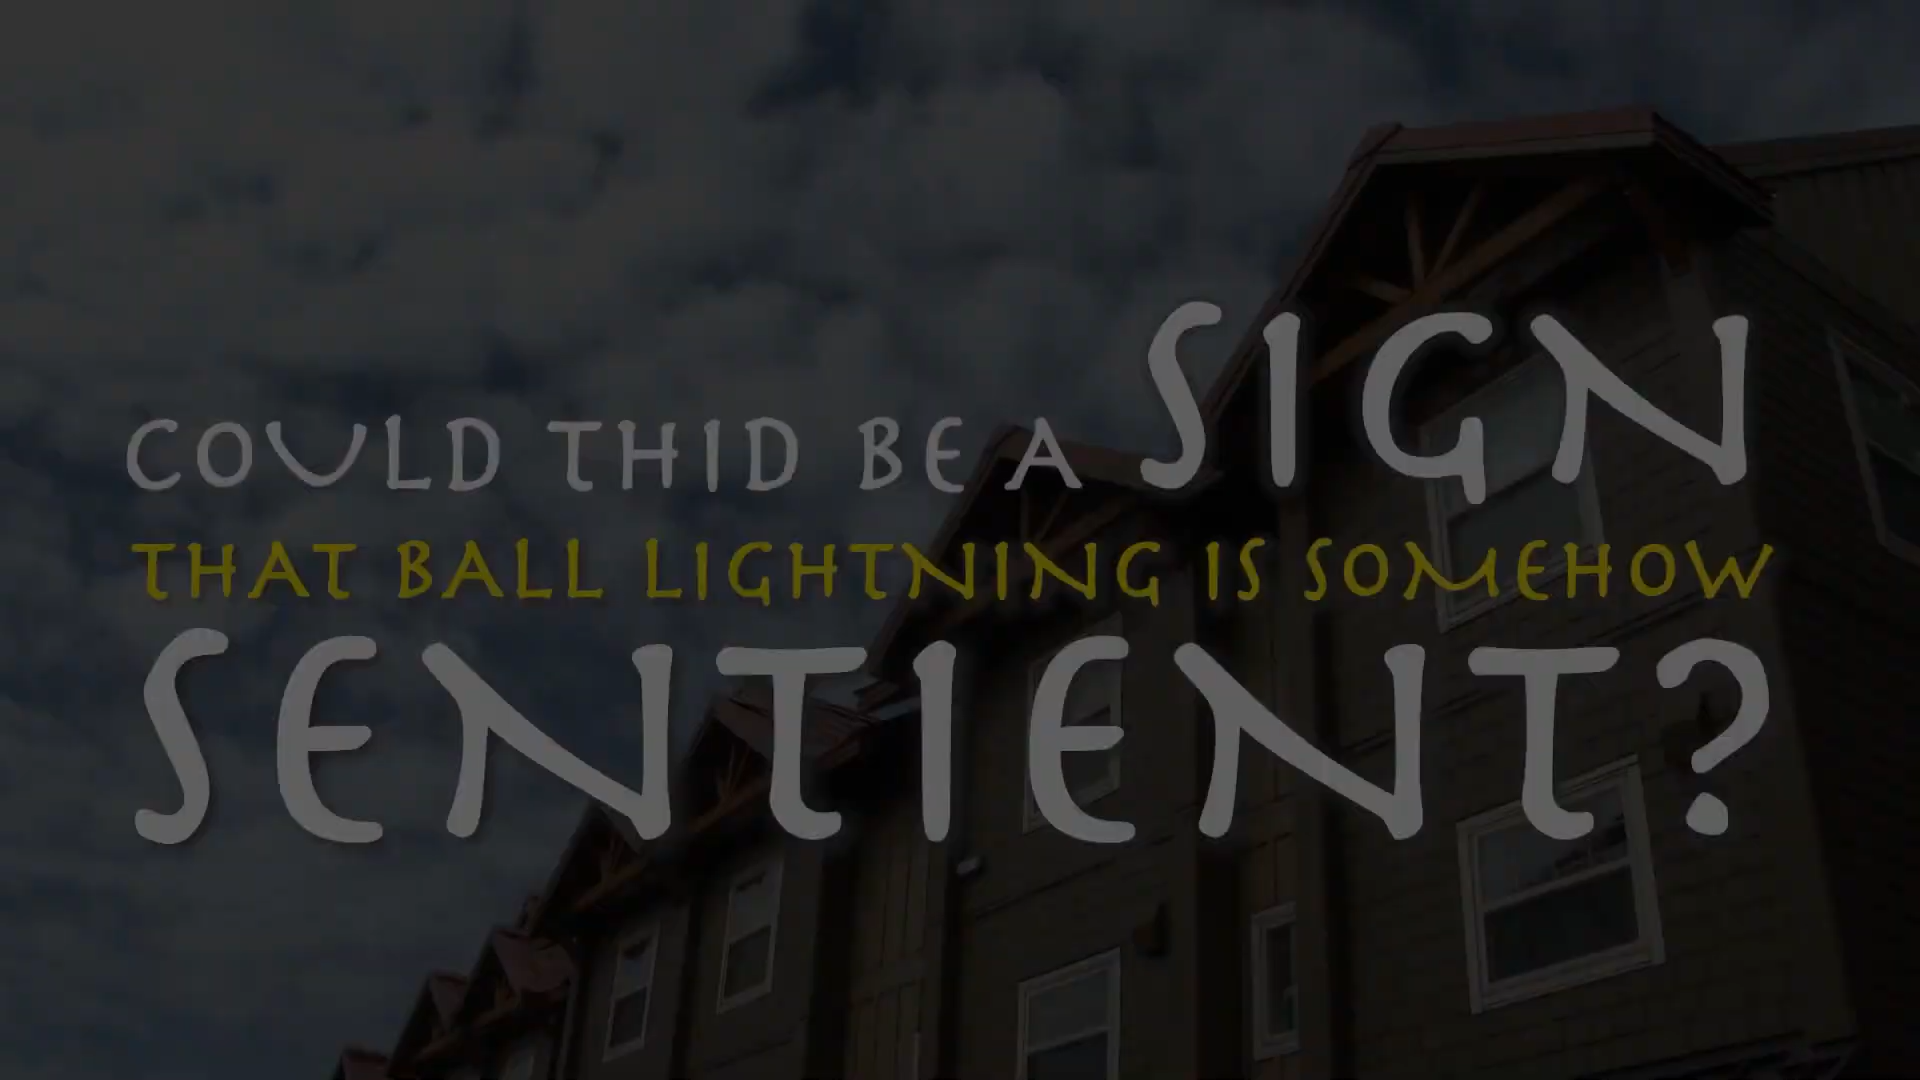 COULD THID BE A SIGN
THAT BALL LIGHTNING IS SOMEHOW
SENTIENT?